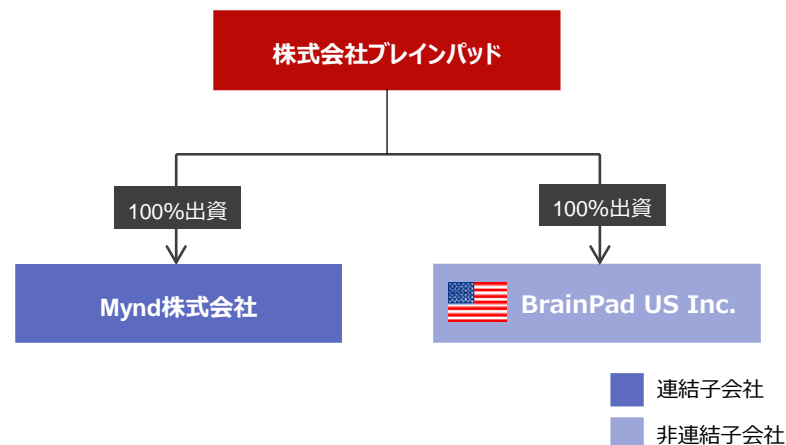 株式会社ブレインパッド
100%出資
100%出資
Mynd株式会社
BrainPad US Inc.
連結子会社
非連結子会社